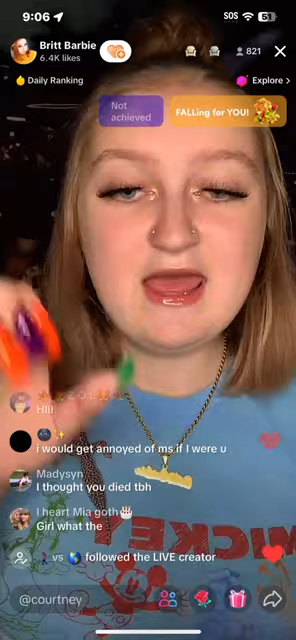 9:06
SOS
51
Britt Barbie
6.4K likes
821
Daily Ranking
Explore >
Not
achieved
FALLing for YOU!
HIII
i would get annoyed of ms if I were u
Madysyn
I thought you died tbh
I heart Mia goth
Girl what the
vs
followed the LIVE creator
@courtney
MICKEY